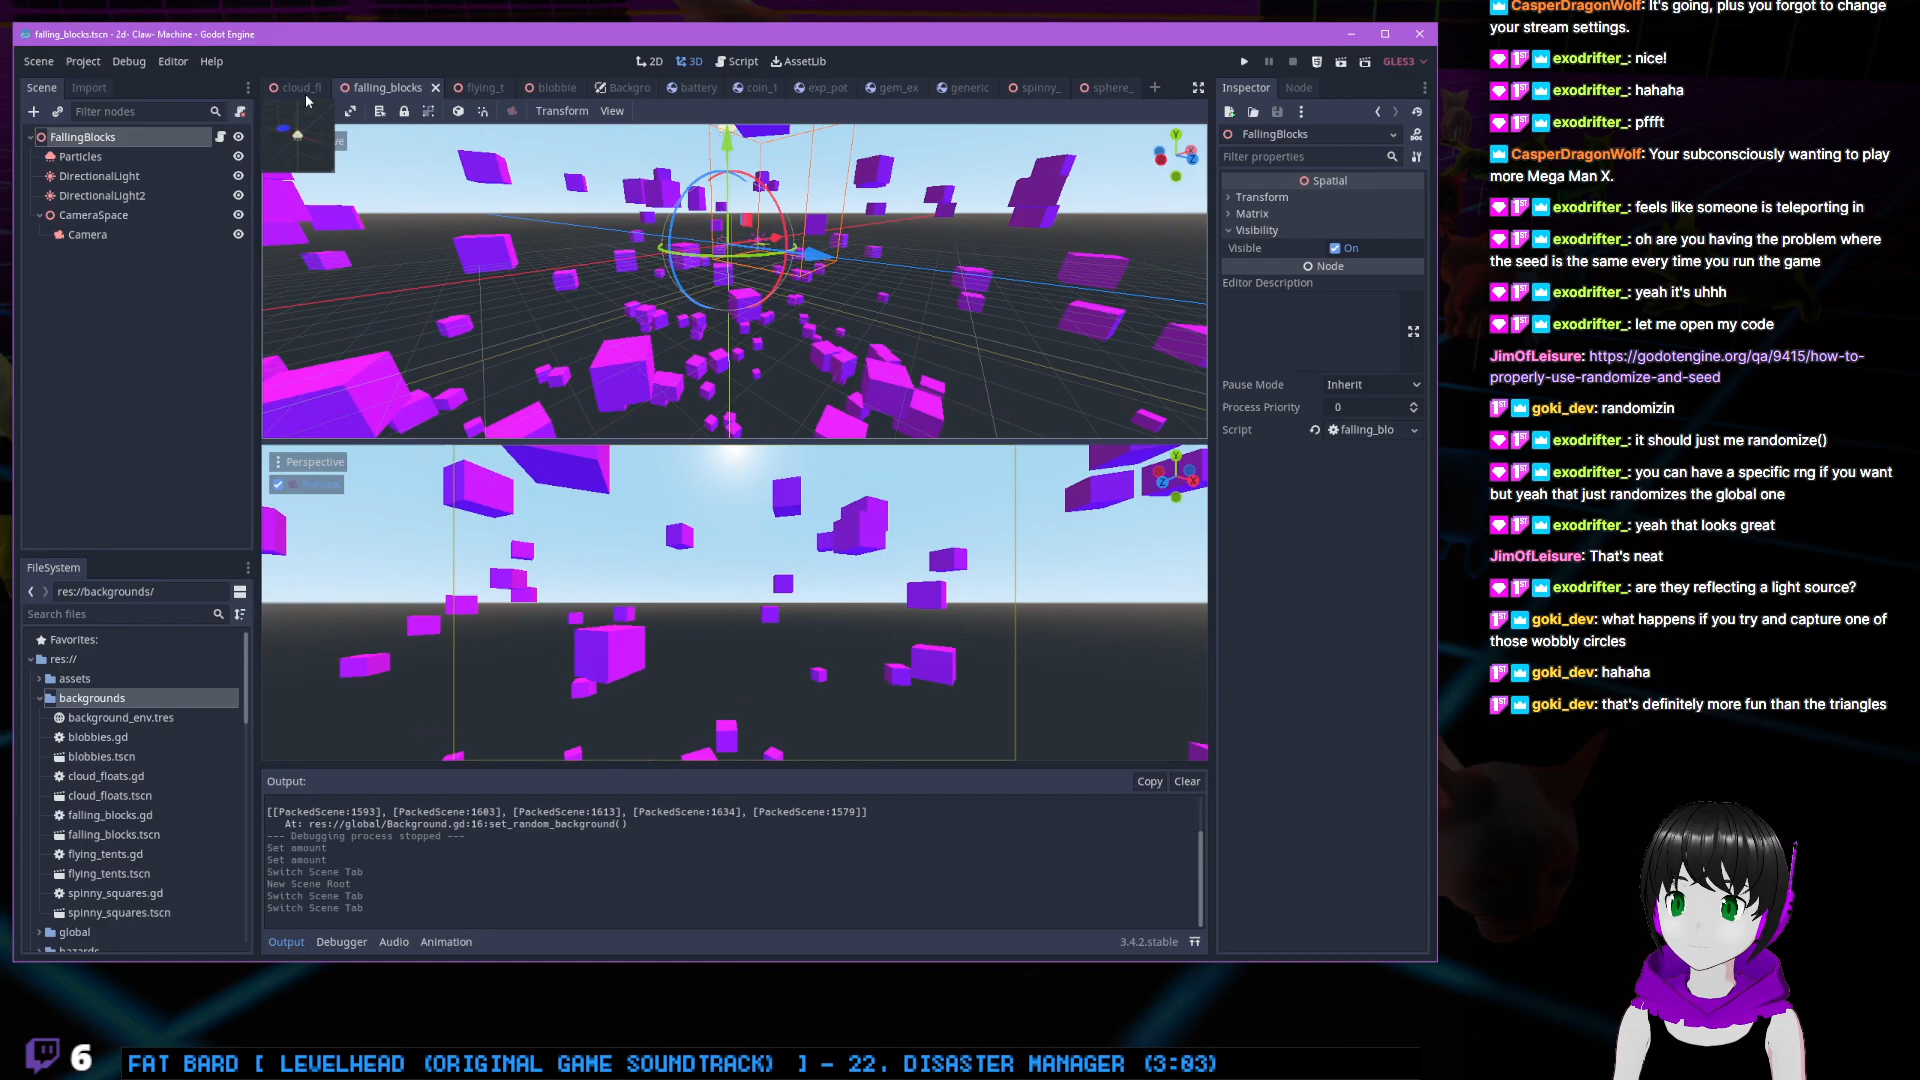 falling_blocks.tscn - 2d- Claw- Machine - Godot Engine
Scene Project Debug Editor Help
2D 3D Script AssetLib
GLES3
Scene Import
cloud_fl falling_blocks flying_t blobbie Backgro battery coin_1 exp_pot gem_ex generic spinny_ sphere_
Inspector Node
Filter nodes
Transform View
FallingBlocks
Particles
DirectionalLight
DirectionalLight2
CameraSpace
Camera
Perspective
Preview
FallingBlocks
Filter properties
Spatial
Transform
Matrix
Visibility
Visible On
Node
Editor Description
Pause Mode Inherit
Process Priority 0
Script falling_blo
FileSystem
res://backgrounds/
Search files
Favorites:
res://
assets
backgrounds
background_env.tres
blobbies.gd
blobbies.tscn
cloud_floats.gd
cloud_floats.tscn
falling_blocks.gd
falling_blocks.tscn
flying_tents.gd
flying_tents.tscn
spinny_squares.gd
spinny_squares.tscn
global
hazards
Output: Copy Clear
[[PackedScene:1593], [PackedScene:1603], [PackedScene:1613], [PackedScene:1634], [PackedScene:1579]]
At: res://global/Background.gd:16:set_random_background()
--- Debugging process stopped ---
Set amount
Set amount
Switch Scene Tab
New Scene Root
Switch Scene Tab
Switch Scene Tab
Output Debugger Audio Animation 3.4.2.stable
CasperDragonWolf: It's going, plus you forgot to change
your stream settings.
exodrifter_: nice!
exodrifter_: hahaha
exodrifter_: pffft
CasperDragonWolf: Your subconsciously wanting to play
more Mega Man X.
exodrifter_: feels like someone is teleporting in
exodrifter_: oh are you having the problem where
the seed is the same every time you run the game
exodrifter_: yeah it's uhhh
exodrifter_: let me open my code
JimOfLeisure: https://godotengine.org/qa/9415/how-to-
properly-use-randomize-and-seed
goki_dev: randomizin
exodrifter_: it should just me randomize()
exodrifter_: you can have a specific rng if you want
but yeah that just randomizes the global one
exodrifter_: yeah that looks great
JimOfLeisure: That's neat
exodrifter_: are they reflecting a light source?
goki_dev: what happens if you try and capture one of
those wobbly circles
goki_dev: hahaha
goki_dev: that's definitely more fun than the triangles
6
FAT BARD [ LEVELHEAD (ORIGINAL GAME SOUNDTRACK) ] - 22. DISASTER MANAGER (3:03)